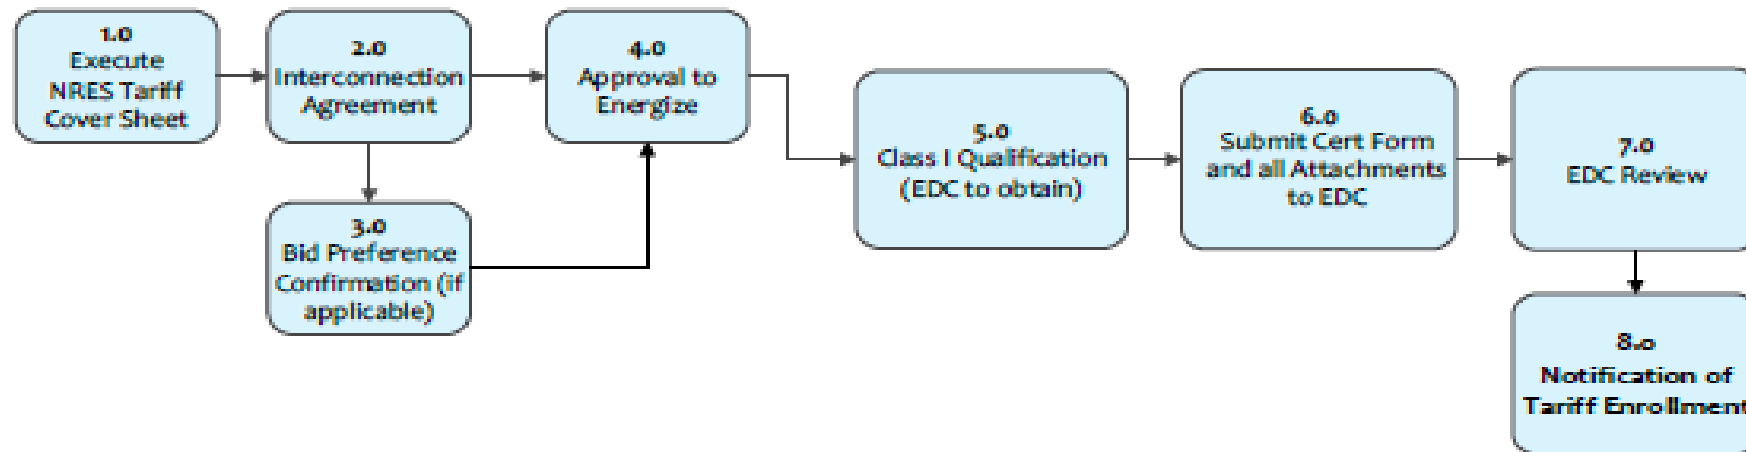 1.0
Execute
NRES Tariff
Cover Sheet
2.0
Interconnection
Agreement
3.0
Bid Preference
Confirmation (if
applicable)
4.0
Approval to
Energize
5.0
Class I Qualification
(EDC to obtain)
6.0
Submit Cert Form
and all Attachments
to EDC
7.0
EDC Review
8.0
Notification of
Tariff Enrollment